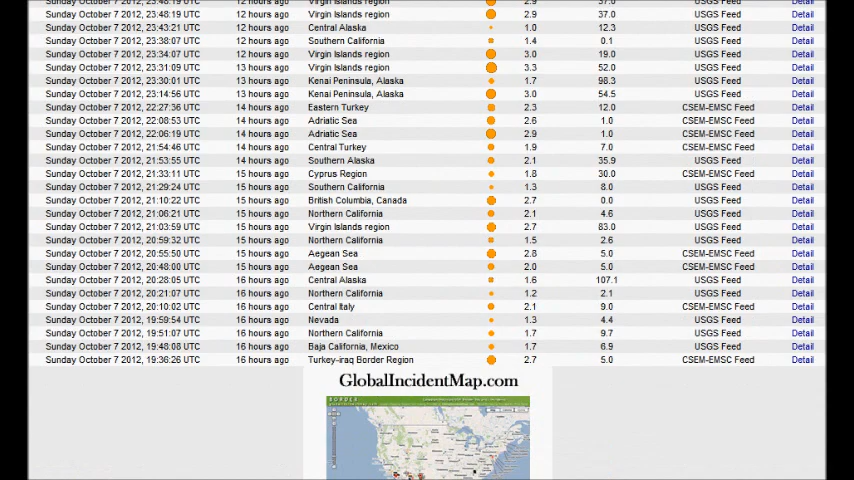 Sunday October 7 2012, 23:48:19 UTC 12 hours ago Virgin Islands region 2.9 37.0 USGS Feed Detail
Sunday October 7 2012, 23:48:19 UTC 12 hours ago Virgin Islands region 2.9 37.0 USGS Feed Detail
Sunday October 7 2012, 23:43:21 UTC 12 hours ago Central Alaska 1.0 12.3 USGS Feed Detail
Sunday October 7 2012, 23:38:07 UTC 12 hours ago Southern California 1.4 0.1 USGS Feed Detail
Sunday October 7 2012, 23:34:07 UTC 12 hours ago Virgin Islands region 3.0 19.0 USGS Feed Detail
Sunday October 7 2012, 23:31:09 UTC 13 hours ago Virgin Islands region 3.3 52.0 USGS Feed Detail
Sunday October 7 2012, 23:30:01 UTC 13 hours ago Kenai Peninsula, Alaska 1.7 98.3 USGS Feed Detail
Sunday October 7 2012, 23:14:56 UTC 13 hours ago Kenai Peninsula, Alaska 3.0 54.5 USGS Feed Detail
Sunday October 7 2012, 22:27:36 UTC 14 hours ago Eastern Turkey 2.3 12.0 CSEM-EMSC Feed Detail
Sunday October 7 2012, 22:08:53 UTC 14 hours ago Adriatic Sea 2.6 1.0 CSEM-EMSC Feed Detail
Sunday October 7 2012, 22:06:19 UTC 14 hours ago Adriatic Sea 2.9 1.0 CSEM-EMSC Feed Detail
Sunday October 7 2012, 21:54:46 UTC 14 hours ago Central Turkey 1.9 7.0 CSEM-EMSC Feed Detail
Sunday October 7 2012, 21:53:55 UTC 14 hours ago Southern Alaska 2.1 35.9 USGS Feed Detail
Sunday October 7 2012, 21:33:11 UTC 15 hours ago Cyprus Region 1.8 30.0 CSEM-EMSC Feed Detail
Sunday October 7 2012, 21:29:24 UTC 15 hours ago Southern California 1.3 8.0 USGS Feed Detail
Sunday October 7 2012, 21:10:22 UTC 15 hours ago British Columbia, Canada 2.7 0.0 USGS Feed Detail
Sunday October 7 2012, 21:06:21 UTC 15 hours ago Northern California 2.1 4.6 USGS Feed Detail
Sunday October 7 2012, 21:03:59 UTC 15 hours ago Virgin Islands region 2.7 83.0 USGS Feed Detail
Sunday October 7 2012, 20:59:32 UTC 15 hours ago Northern California 1.5 2.6 USGS Feed Detail
Sunday October 7 2012, 20:55:50 UTC 15 hours ago Aegean Sea 2.8 5.0 CSEM-EMSC Feed Detail
Sunday October 7 2012, 20:48:00 UTC 15 hours ago Aegean Sea 2.0 5.0 CSEM-EMSC Feed Detail
Sunday October 7 2012, 20:28:05 UTC 16 hours ago Central Alaska 1.6 107.1 USGS Feed Detail
Sunday October 7 2012, 20:21:07 UTC 16 hours ago Northern California 1.2 2.1 USGS Feed Detail
Sunday October 7 2012, 20:10:02 UTC 16 hours ago Central Italy 2.1 9.0 CSEM-EMSC Feed Detail
Sunday October 7 2012, 19:59:54 UTC 16 hours ago Nevada 1.3 4.4 USGS Feed Detail
Sunday October 7 2012, 19:51:07 UTC 16 hours ago Northern California 1.7 9.7 USGS Feed Detail
Sunday October 7 2012, 19:48:08 UTC 16 hours ago Baja California, Mexico 1.7 6.9 USGS Feed Detail
Sunday October 7 2012, 19:36:26 UTC 16 hours ago Turkey-iraq Border Region 2.7 5.0 CSEM-EMSC Feed Detail
GlobalIncidentMap.com
BORDER